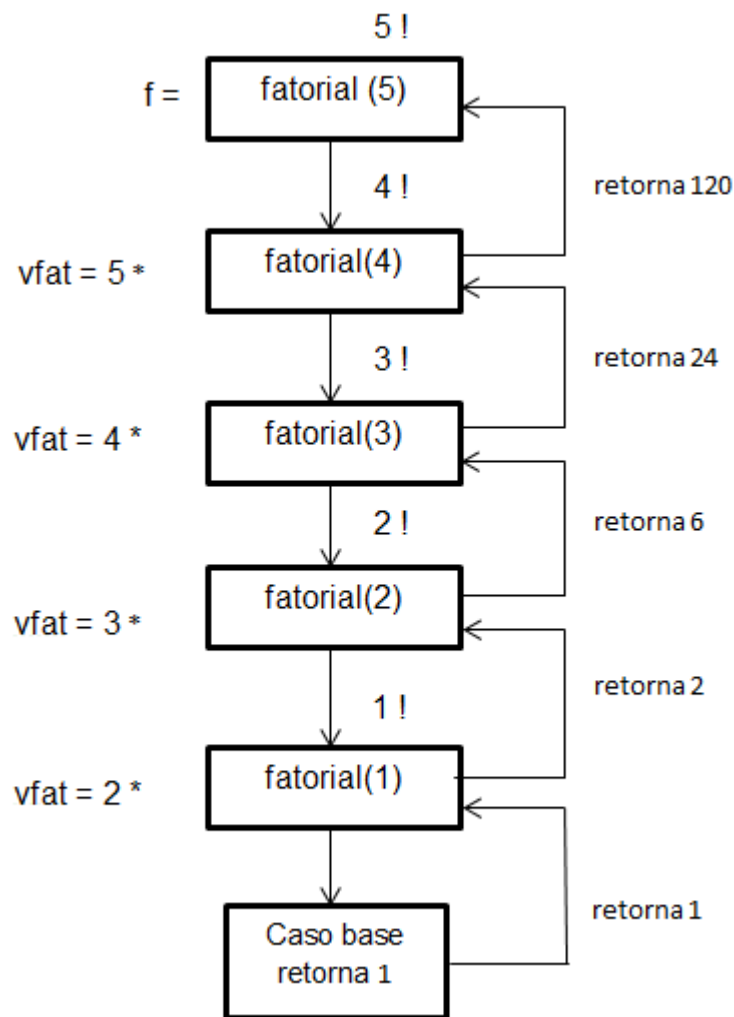 5 !
f =
fatorial (5)
4 !
retorna 120
vfat = 5 *
fatorial(4)
3 !
retorna 24
vfat = 4 *
fatorial(3)
2 !
retorna 6
vfat = 3 *
fatorial(2)
1 !
retorna 2
vfat = 2 *
fatorial(1)
retorna 1
Caso base
retorna 1